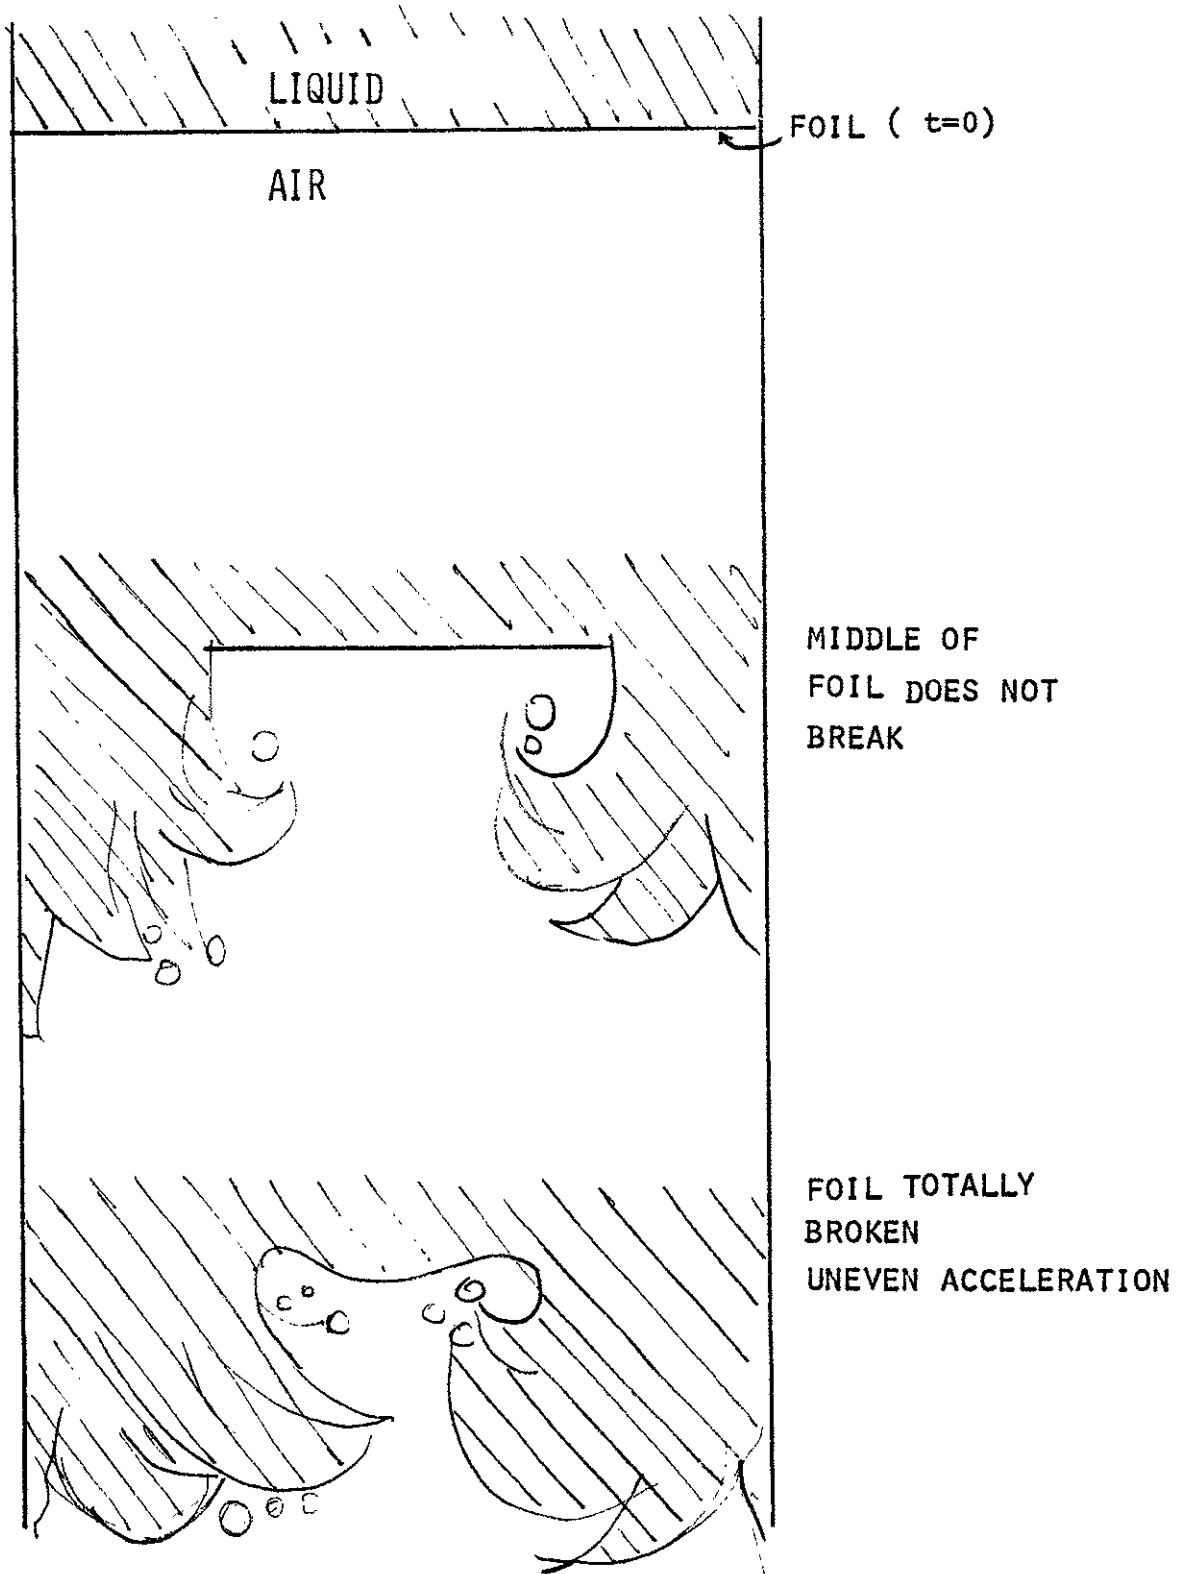 LIQUID
FOIL ( t=0)
AIR
MIDDLE OF
FOIL DOES NOT
BREAK
FOIL TOTALLY
BROKEN
UNEVEN ACCELERATION